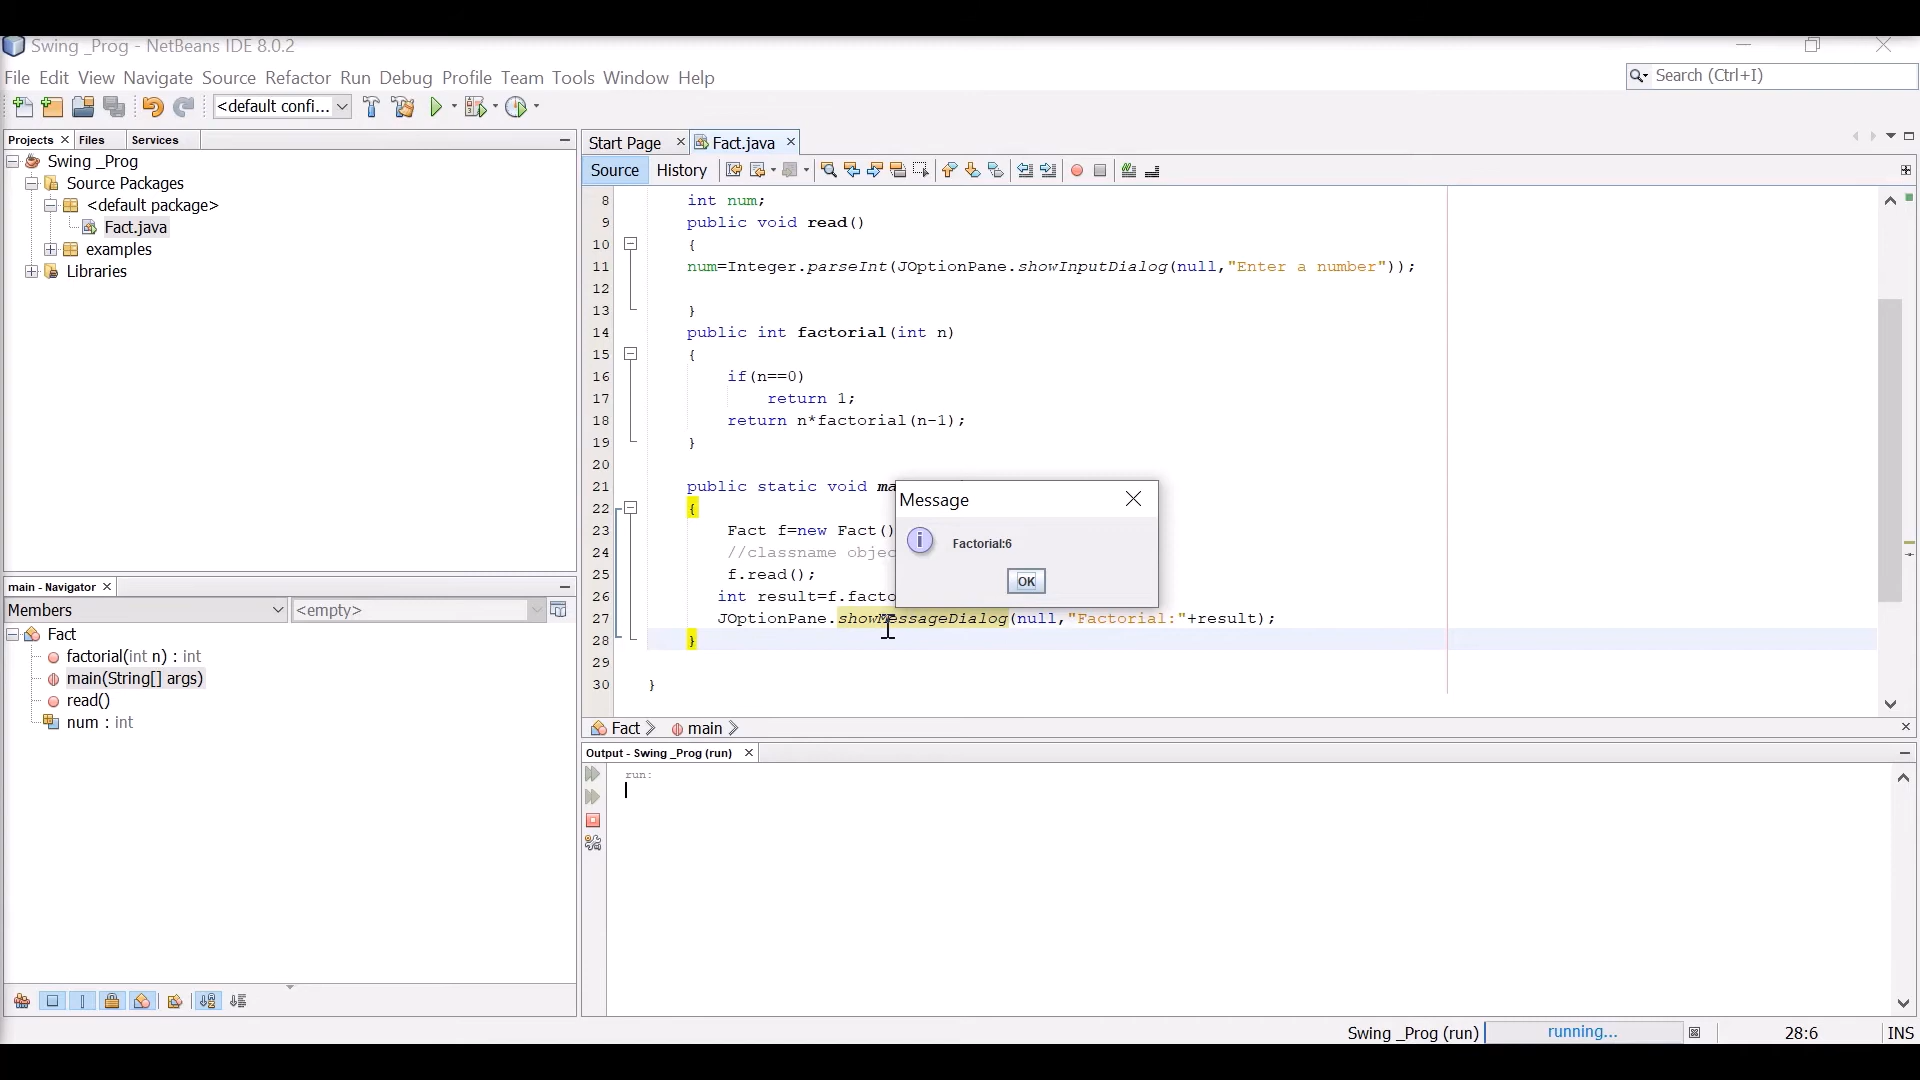 Swing _Prog - NetBeans IDE 8.0.2
File Edit View Navigate Source Refactor Run Debug Profile Team Tools Window Help
Search (Ctrl+I)
<default confi...
Projects Files Services
Swing _Prog
Source Packages
<default package>
Fact.java
examples
Libraries
Start Page Fact.java
Source History
8 int num;
9 public void read()
10 {
11 num=Integer.parseInt(JOptionPane.showInputDialog(null,"Enter a number"));
12
13 }
14 public int factorial(int n)
15 {
16 if(n==0)
17 return 1;
18 return n*factorial(n-1);
19 }
20
21 public static void
22 {
23 Fact f=new Fact()
24 //classname
25 f.read();
26 int
27 JOptionPane.showMessageDialog(null,"Factorial:"+result);
28 }
29
30 }
Message
Factorial:6
OK
Fact main
main - Navigator
Members <empty>
Fact
factorial(int n) : int
main(String[] args)
read()
num : int
Output - Swing _Prog (run)
run:
Swing _Prog (run) running... 28:6 INS